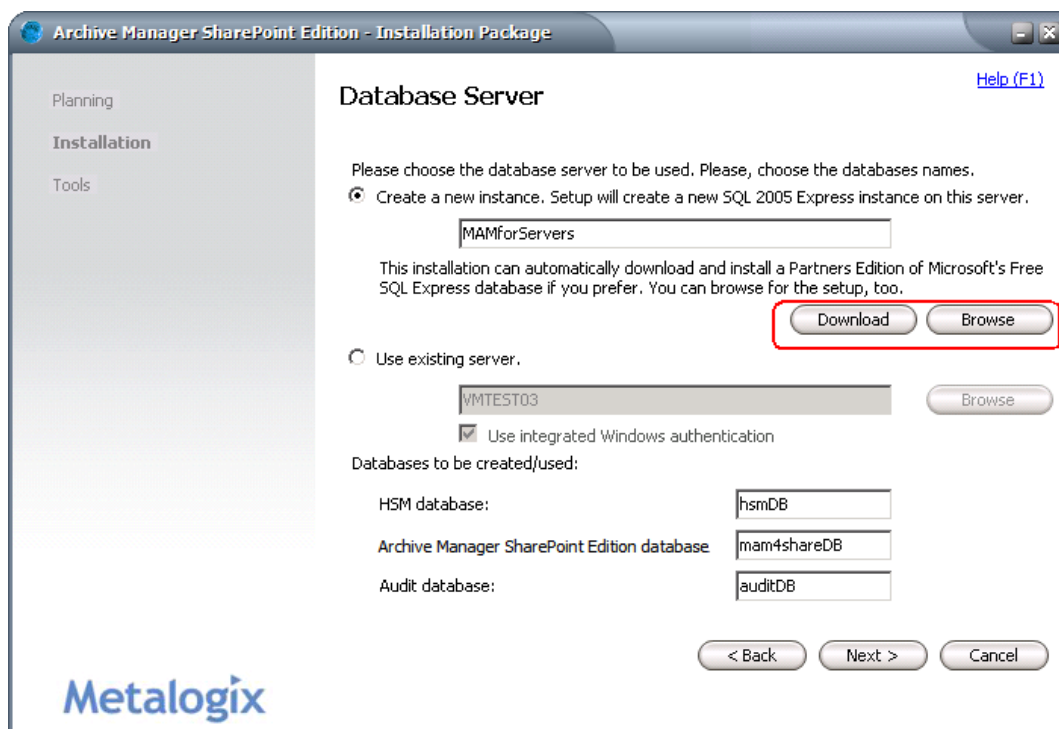 Archive Manager SharePoint Edition - Installation Package
Help (F1)
Planning
Installation
Tools
Database Server
Please choose the database server to be used. Please, choose the databases names.
Create a new instance. Setup will create a new SQL 2005 Express instance on this server.
MAMforServers
This installation can automatically download and install a Partners Edition of Microsoft's Free
SQL Express database if you prefer. You can browse for the setup, too.
Download Browse
Use existing server.
VMTEST03 Browse
Use integrated Windows authentication
Databases to be created/used:
HSM database: hsmDB
Archive Manager SharePoint Edition database mam4shareDB
Audit database: auditDB
< Back Next > Cancel
Metalogix